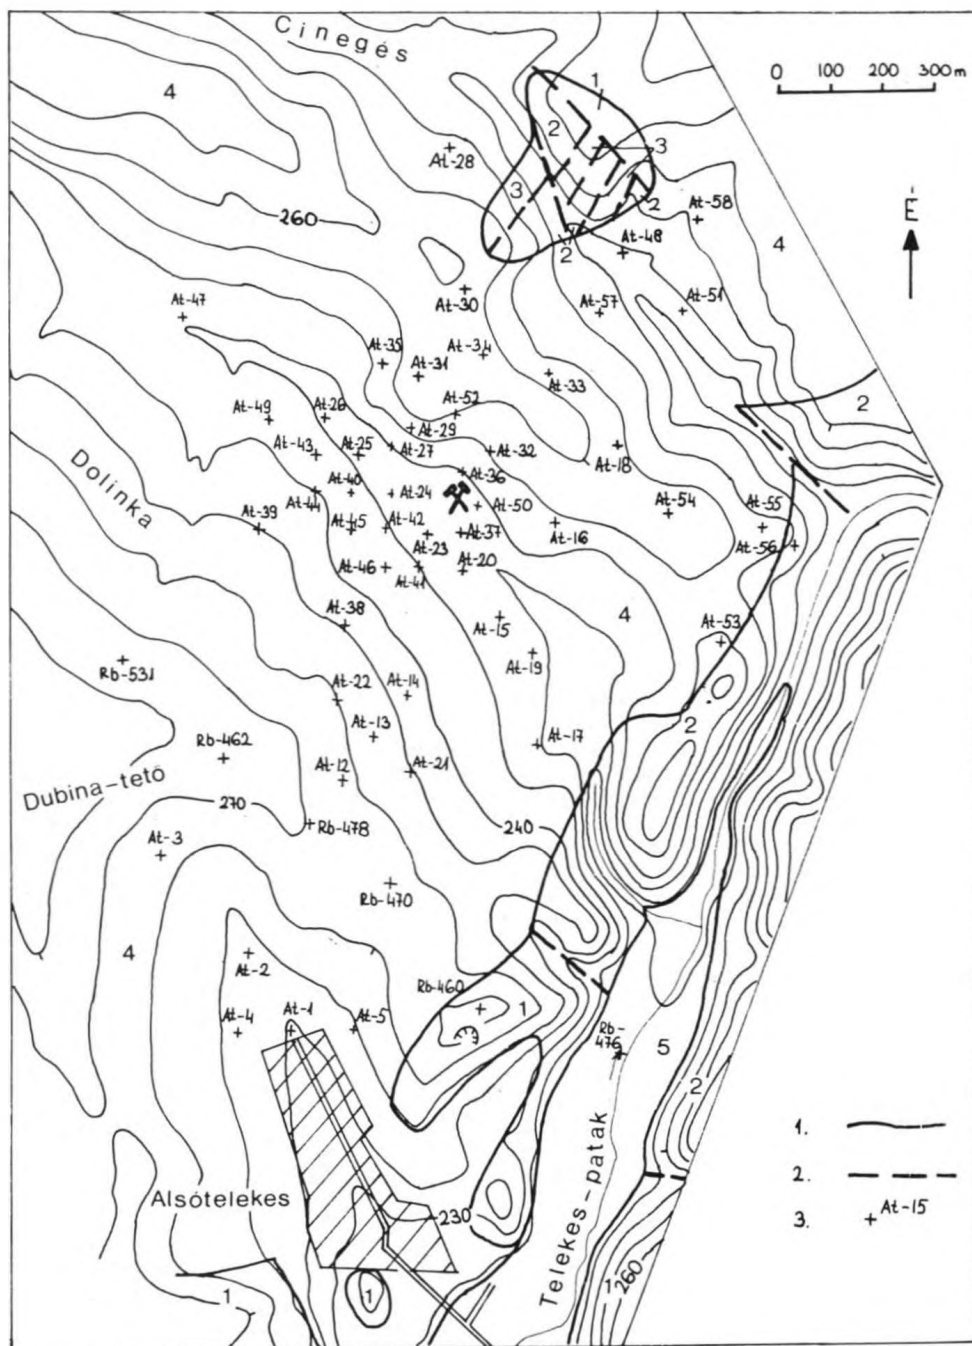 Cinegés
0 100 200 300m
4
1
2
3
At-28
3
2
At-58
É
260
2
At-48
4
At-47
At-30
At-57
At-51
At-35
At-31
At-34
At-33
2
At-49
At-26
At-52
At-29
At-43
At-25
At-27
At-32
At-18
Dolinka
At-40
At-24
At-36
At-39
At-44
At-45
At-42
At-50
At-54
At-55
At-37
At-16
At-56
At-23
At-46
At-41
At-20
At-38
At-15
4
At-53
Rb-531
At-19
At-22
At-14
2
Rb-462
At-13
At-17
Dubina-tető
At-12
At-21
270
Rb-478
240
At-3
Rb-470
4
At-2
Rb-460
1
At-4
At-1
At-5
Rb-
476
5
2
1.
Alsótelekes
230
2.
3. At-15
Telekes-patak
1
1
1
260